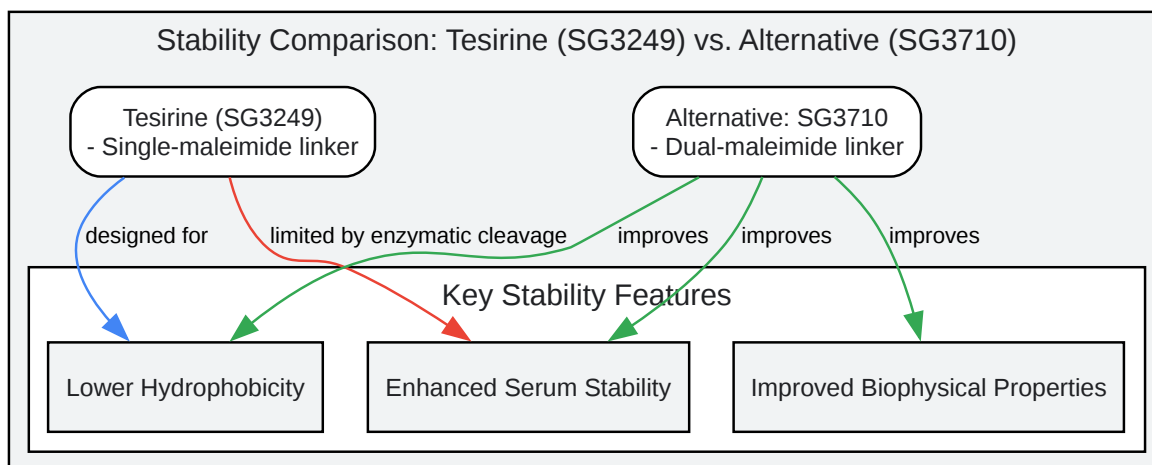 Stability Comparison: Tesirine (SG3249) vs. Alternative (SG3710)
Tesirine (SG3249)
- Single-maleimide linker
Alternative: SG3710
- Dual-maleimide linker
designed for
limited by enzymatic cleavage
improves
improves
improves
Key Stability Features
Lower Hydrophobicity
Enhanced Serum Stability
Improved Biophysical Properties